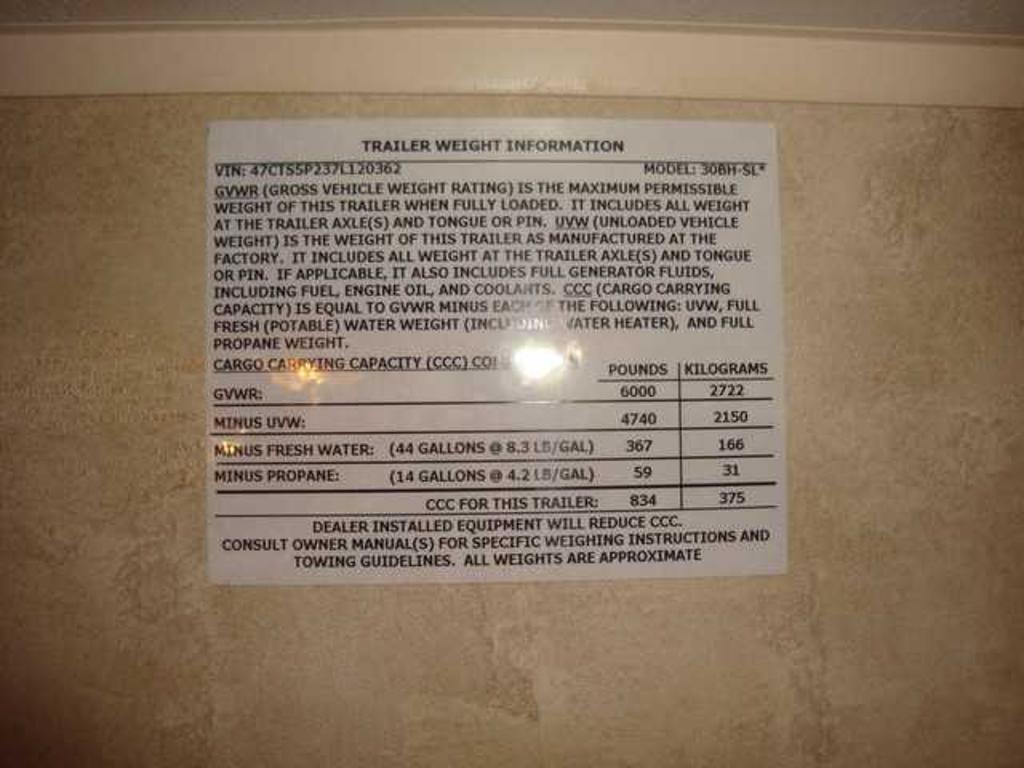 TRAILER WEIGHT INFORMATION
VIN: 47CTS5P237L120362 MODEL: 30BH-SL*
GVWR (GROSS VEHICLE WEIGHT RATING) IS THE MAXIMUM PERMISSIBLE
WEIGHT OF THIS TRAILER WHEN FULLY LOADED. IT INCLUDES ALL WEIGHT
AT THE TRAILER AXLE(S) AND TONGUE OR PIN. UVW (UNLOADED VEHICLE
WEIGHT) IS THE WEIGHT OF THIS TRAILER AS MANUFACTURED AT THE
FACTORY. IT INCLUDES ALL WEIGHT AT THE TRAILER AXLE(S) AND TONGUE
OR PIN. IF APPLICABLE, IT ALSO INCLUDES FULL GENERATOR FLUIDS,
INCLUDING FUEL, ENGINE OIL, AND COOLANTS. CCC (CARGO CARRYING
CAPACITY) IS EQUAL TO GVWR MINUS EACH OF THE FOLLOWING: UVW, FULL
FRESH (POTABLE) WATER WEIGHT (INCLUDING WATER HEATER), AND FULL
PROPANE WEIGHT.
CARGO CARRYING CAPACITY (CCC) POUNDS KILOGRAMS
GVWR: 6000 2722
MINUS UVW: 4740 2150
MINUS FRESH WATER: (44 GALLONS @ 8.3 LB/GAL) 367 166
MINUS PROPANE: (14 GALLONS @ 4.2 LB/GAL) 59 31
CCC FOR THIS TRAILER: 834 375
DEALER INSTALLED EQUIPMENT WILL REDUCE CCC.
CONSULT OWNER MANUAL(S) FOR SPECIFIC WEIGHING INSTRUCTIONS AND
TOWING GUIDELINES. ALL WEIGHTS ARE APPROXIMATE